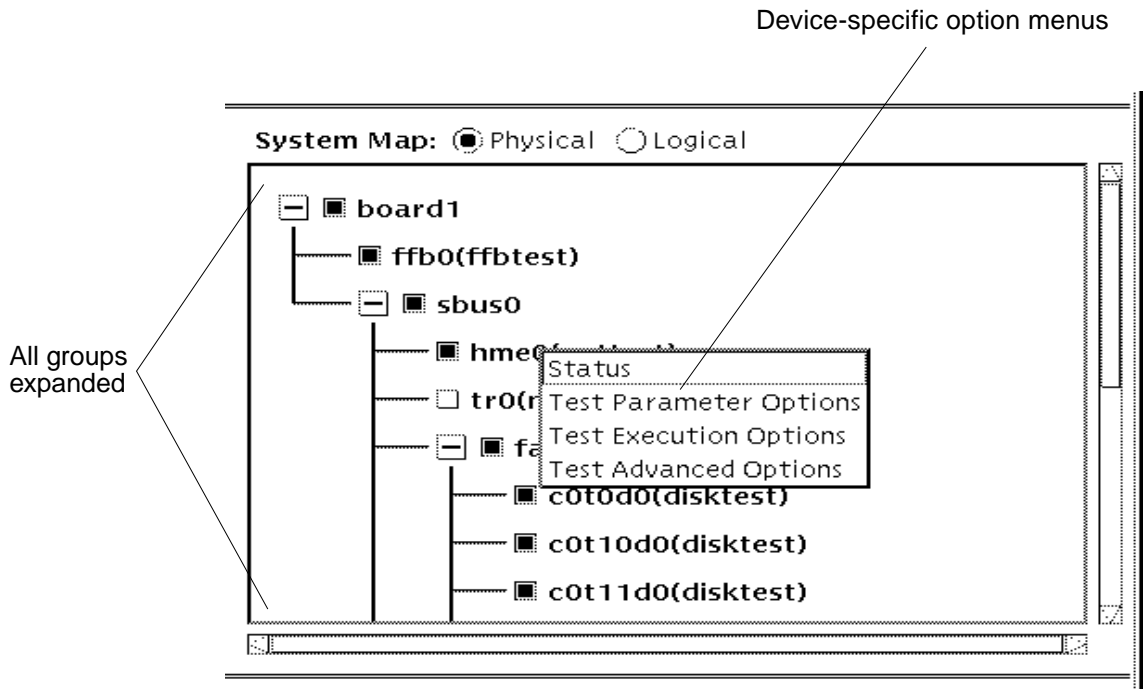 Device-specific option menus
System Map: Physical Logical
board1
ffb0(ffbtest)
sbus0
hme0
Status
tr0(
Test Parameter Options
Test Execution Options
Test Advanced Options
c0t0d0(disktest)
c0t10d0(disktest)
c0t11d0(disktest)
All groups
expanded